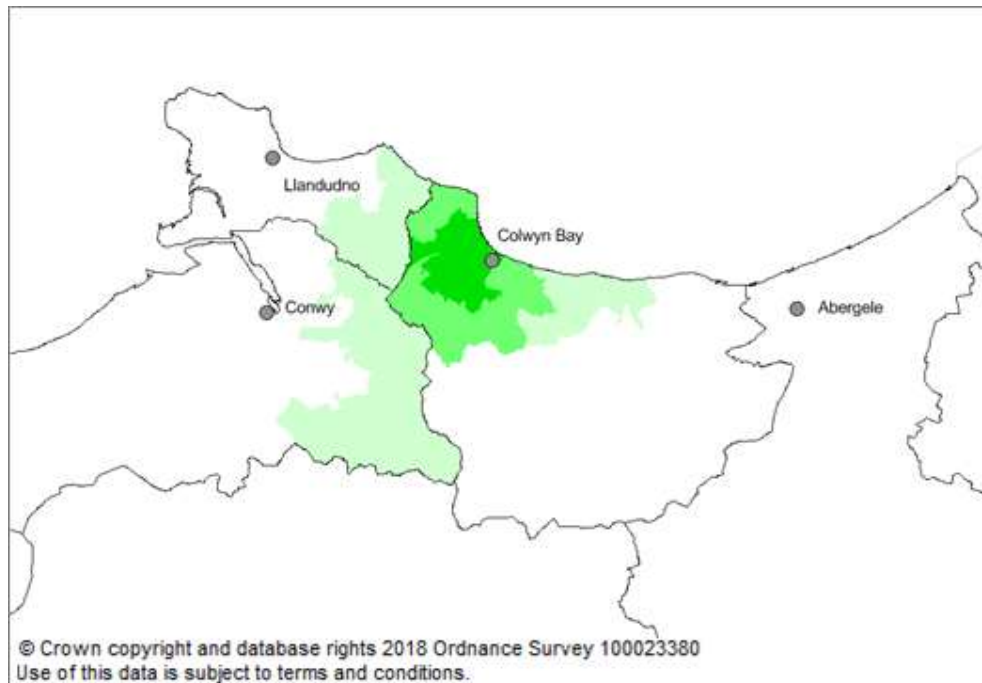 Llandudno
Colwyn Bay
Conwy
Abergele
© Crown copyright and database rights 2018 Ordnance Survey 100023380
Use of this data is subject to terms and conditions.